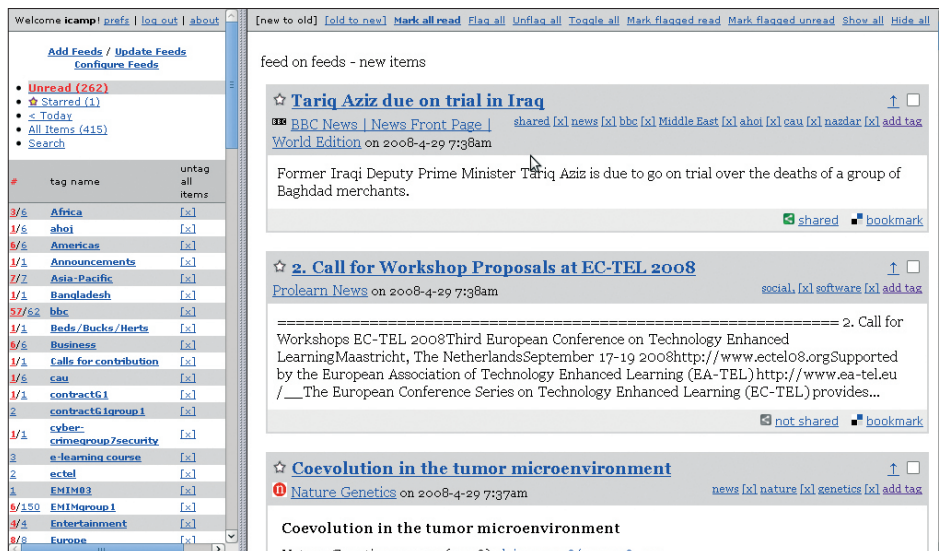 Welcome icamp! prefs | log out | about
Add Feeds / Update Feeds
Configure Feeds
Unread (262)
Starred (1)
< Today
All Items (415)
Search
# tag name untag all items
3/6 Africa [x]
1/6 ahoj [x]
6/6 Americas [x]
1/1 Announcements [x]
7/7 Asia-Pacific [x]
1/1 Bangladesh [x]
57/62 bbc [x]
1/1 Beds/Bucks/Herts [x]
6/6 Business [x]
1/1 Calls for contribution [x]
1/6 cau [x]
1/1 contractG1 [x]
2 contractG1group1 [x]
1/1 cyber-crimegroup7security [x]
3 e-learning course [x]
2 ectel [x]
1 EMIM03 [x]
6/150 EMIMgroup1 [x]
4/4 Entertainment [x]
8/8 Europe [x]
[new to old] [old to new] Mark all read Flag all Unflag all Toggle all Mark flagged read Mark flagged unread Show all Hide all
feed on feeds - new items
Tariq Aziz due on trial in Iraq ↑
BBC News | News Front Page | shared [x] news [x] bbc [x] Middle East [x] ahoj [x] cau [x] nazdar [x] add tag
World Edition on 2008-4-29 7:38am
Former Iraqi Deputy Prime Minister Tariq Aziz is due to go on trial over the deaths of a group of
Baghdad merchants.
shared bookmark
2. Call for Workshop Proposals at EC-TEL 2008 ↑
Prolearn News on 2008-4-29 7:38am social, [x] software [x] add tag
============================================================= 2. Call for
Workshops EC-TEL 2008Third European Conference on Technology Enhanced
LearningMaastricht, The NetherlandsSeptember 17-19 2008http://www.ectel08.orgSupported
by the European Association of Technology Enhanced Learning (EA-TEL)http://www.ea-tel.eu
/__The European Conference Series on Technology Enhanced Learning (EC-TEL) provides...
not shared bookmark
Coevolution in the tumor microenvironment ↑
Nature Genetics on 2008-4-29 7:37am news [x] nature [x] genetics [x] add tag
Coevolution in the tumor microenvironment